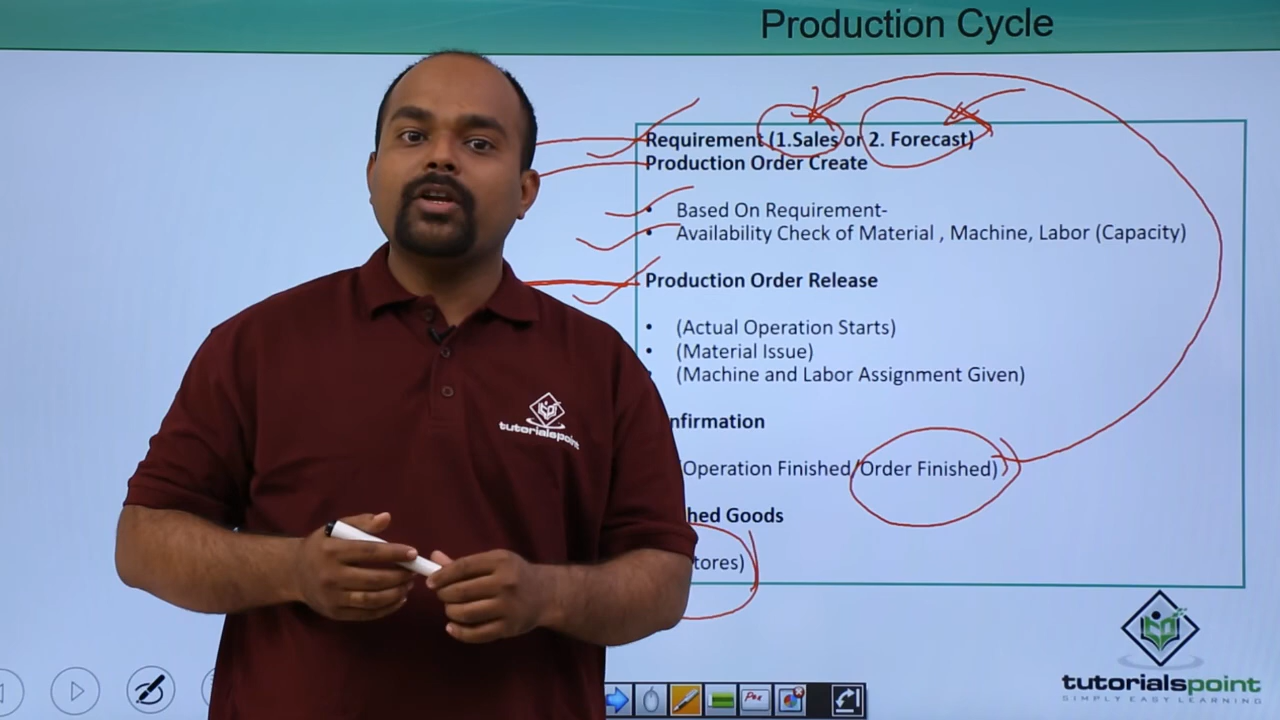 Production Cycle
Requirement (1.Sales or 2. Forecast)
Production Order Create
• Based On Requirement-
• Availability Check of Material , Machine, Labor (Capacity)
Production Order Release
• (Actual Operation Starts)
• (Material Issue)
(Machine and Labor Assignment Given)
nfirmation
(Operation Finished/Order Finished)
hed Goods
tores)
tutorialspoint
Pen
tutorialspoint
SIMPLY EASY LEARNING